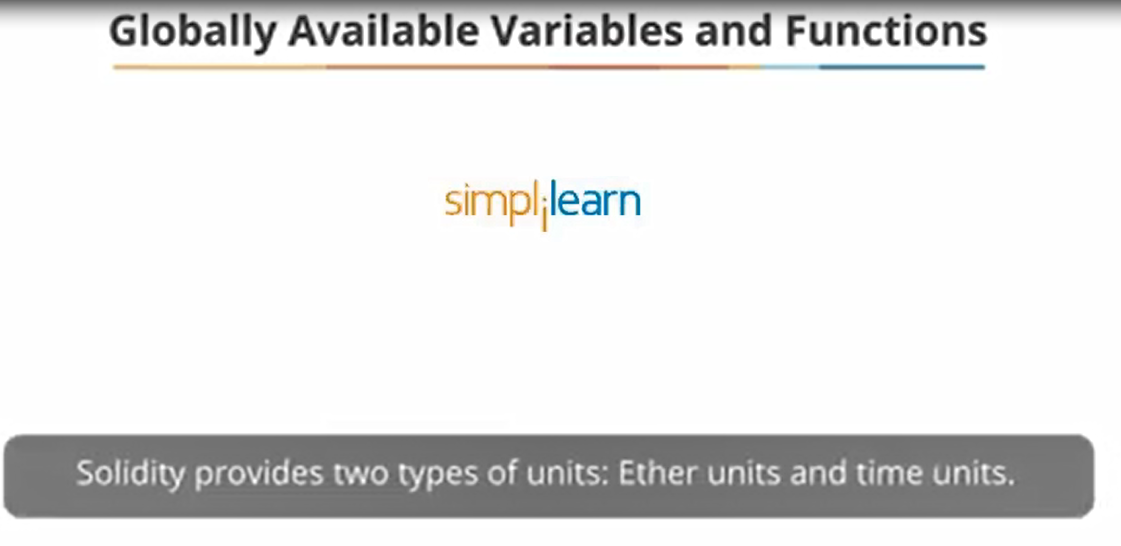 Globally Available Variables and Functions
simplilearn
Solidity provides two types of units: Ether units and time units.